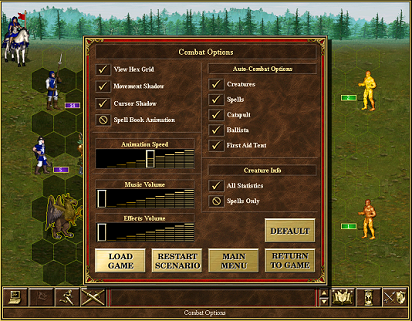 Combat Options
View Hex Grid
Movement Shadow
Cursor Shadow
Spell Book Animation
Animation Speed
Music Volume
Effects Volume
Auto-Combat Options
Creatures
Spells
Catapult
Ballista
First Aid Tent
Creature Info
All Statistics
Spells Only
DEFAULT
LOAD
GAME
RESTART
SCENARIO
MAIN
MENU
RETURN
TO GAME
Combat Options